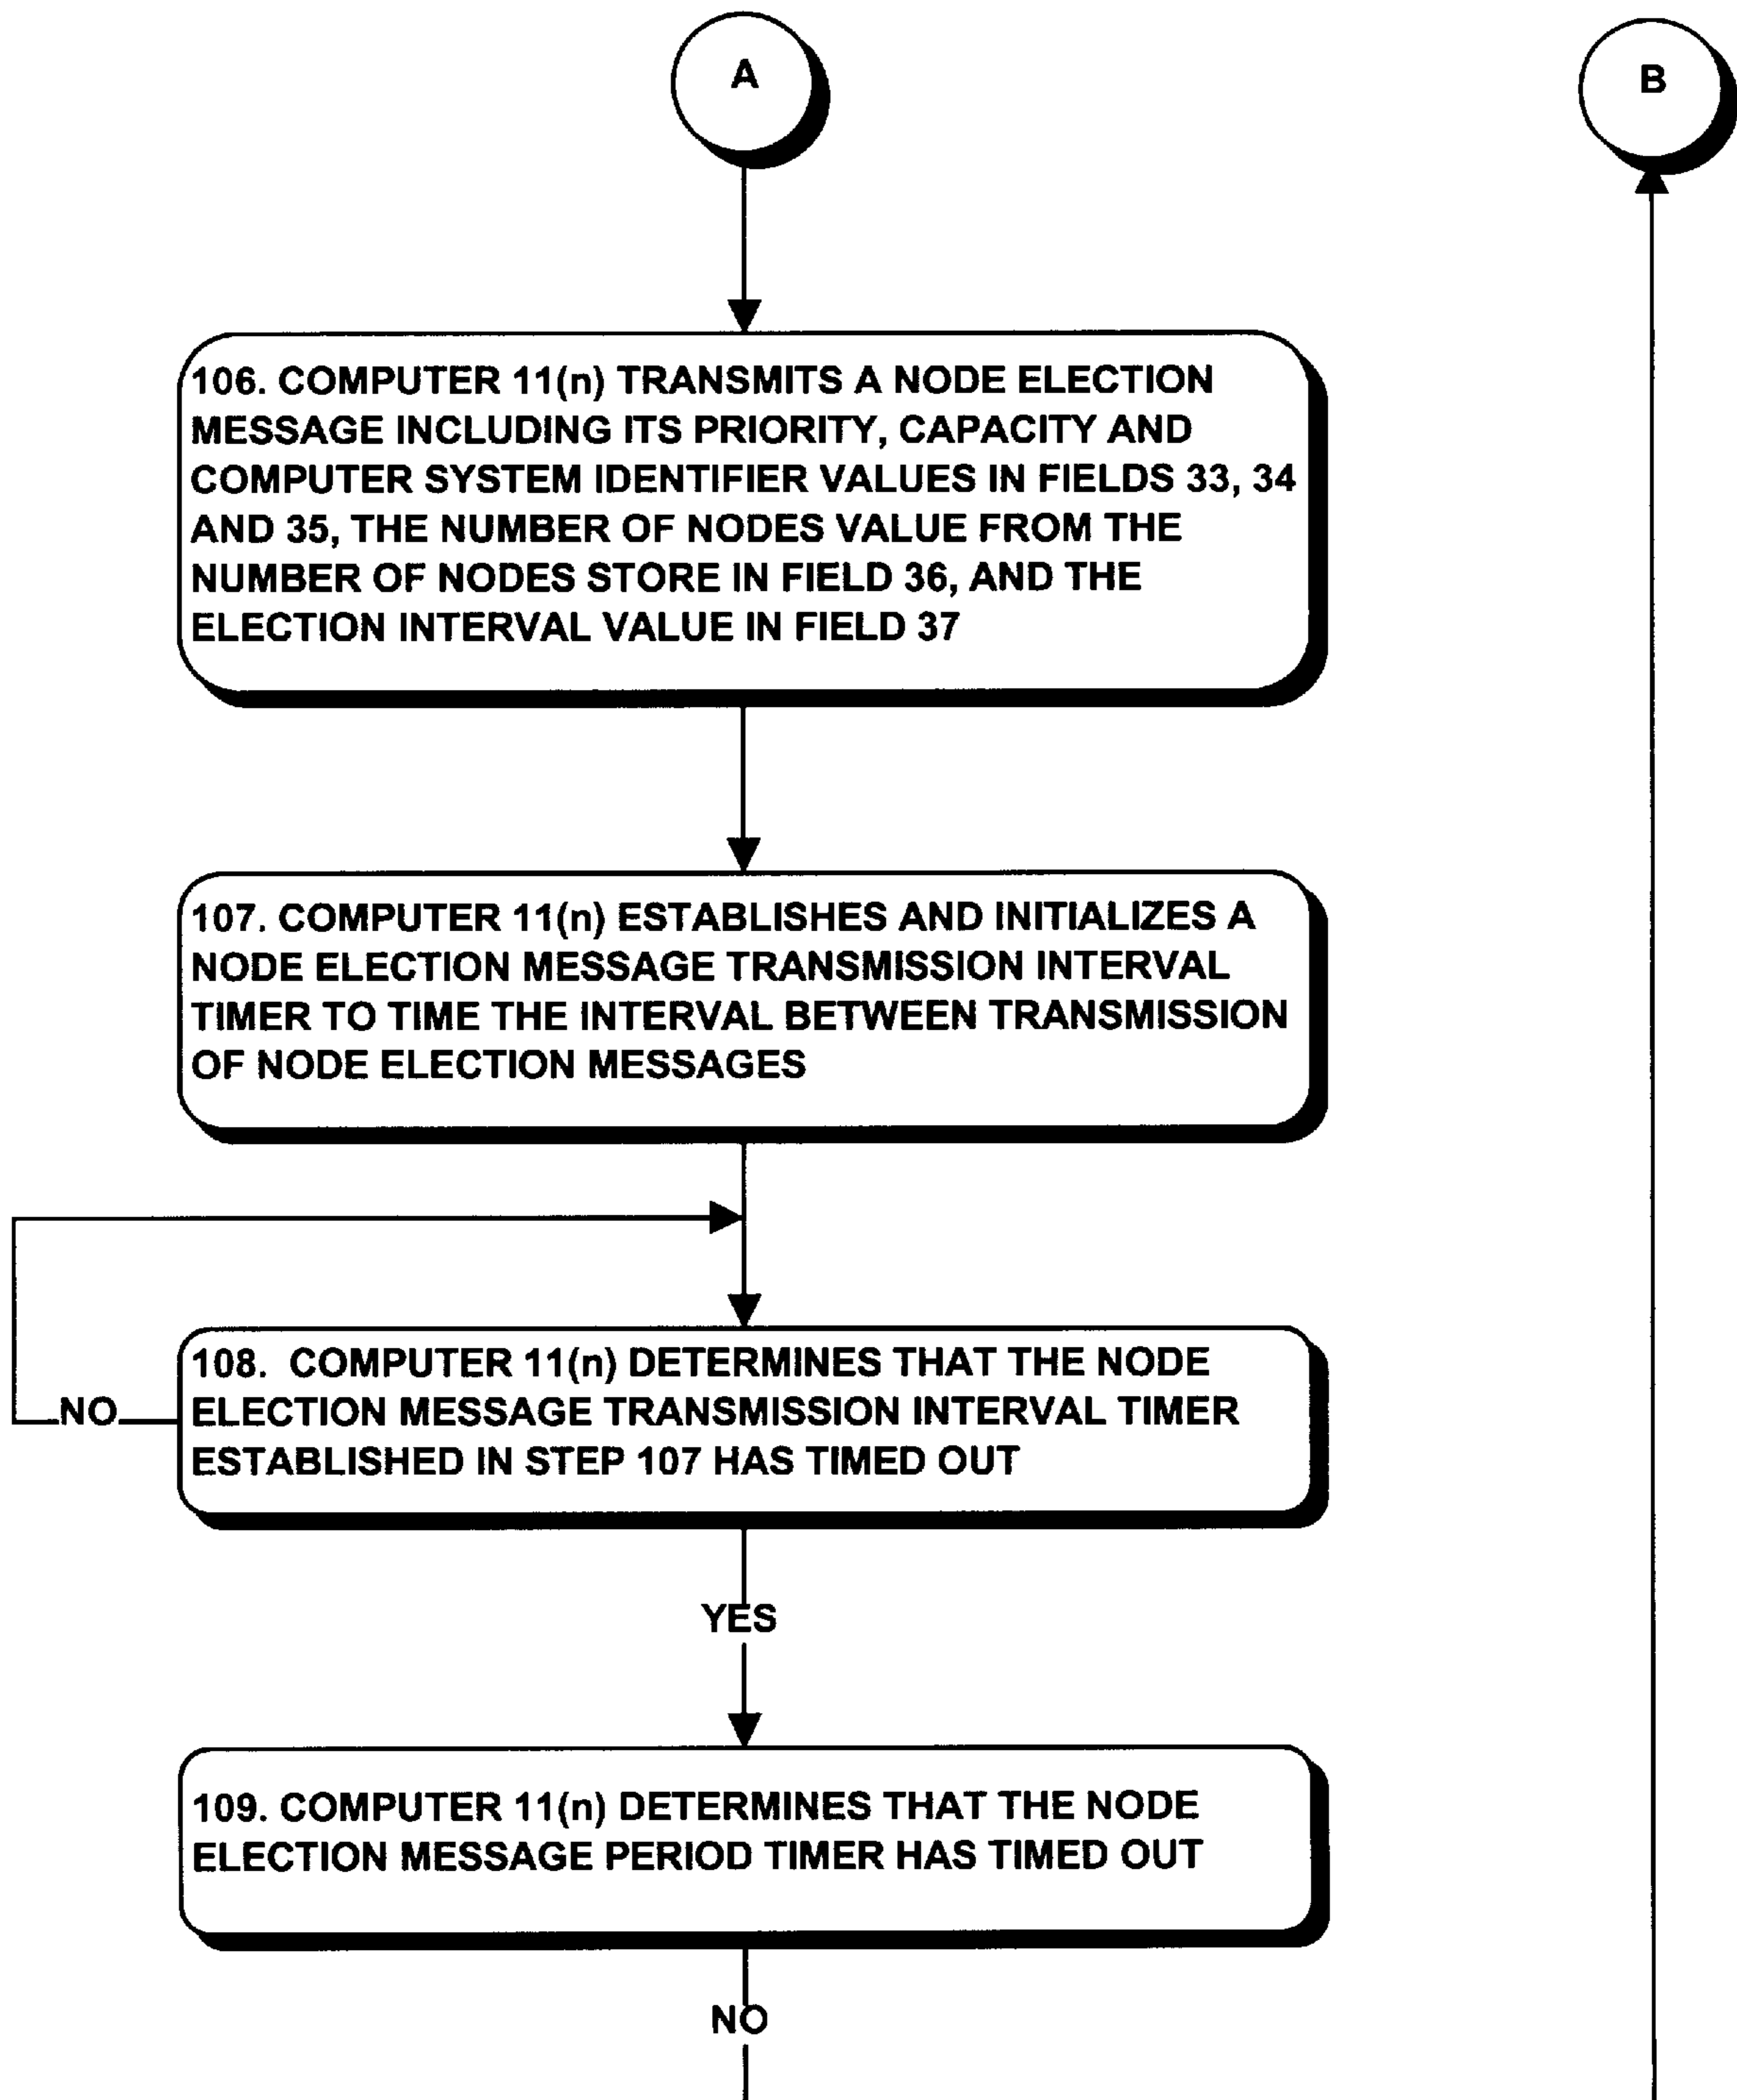 A
B
106. COMPUTER 11(n) TRANSMITS A NODE ELECTION
MESSAGE INCLUDING ITS PRIORITY, CAPACITY AND
COMPUTER SYSTEM IDENTIFIER VALUES IN FIELDS 33, 34
AND 35, THE NUMBER OF NODES VALUE FROM THE
NUMBER OF NODES STORE IN FIELD 36, AND THE
ELECTION INTERVAL VALUE IN FIELD 37
107. COMPUTER 11(n) ESTABLISHES AND INITIALIZES A
NODE ELECTION MESSAGE TRANSMISSION INTERVAL
TIMER TO TIME THE INTERVAL BETWEEN TRANSMISSION
OF NODE ELECTION MESSAGES
108. COMPUTER 11(n) DETERMINES THAT THE NODE
ELECTION MESSAGE TRANSMISSION INTERVAL TIMER
ESTABLISHED IN STEP 107 HAS TIMED OUT
NO
YES
109. COMPUTER 11(n) DETERMINES THAT THE NODE
ELECTION MESSAGE PERIOD TIMER HAS TIMED OUT
NO